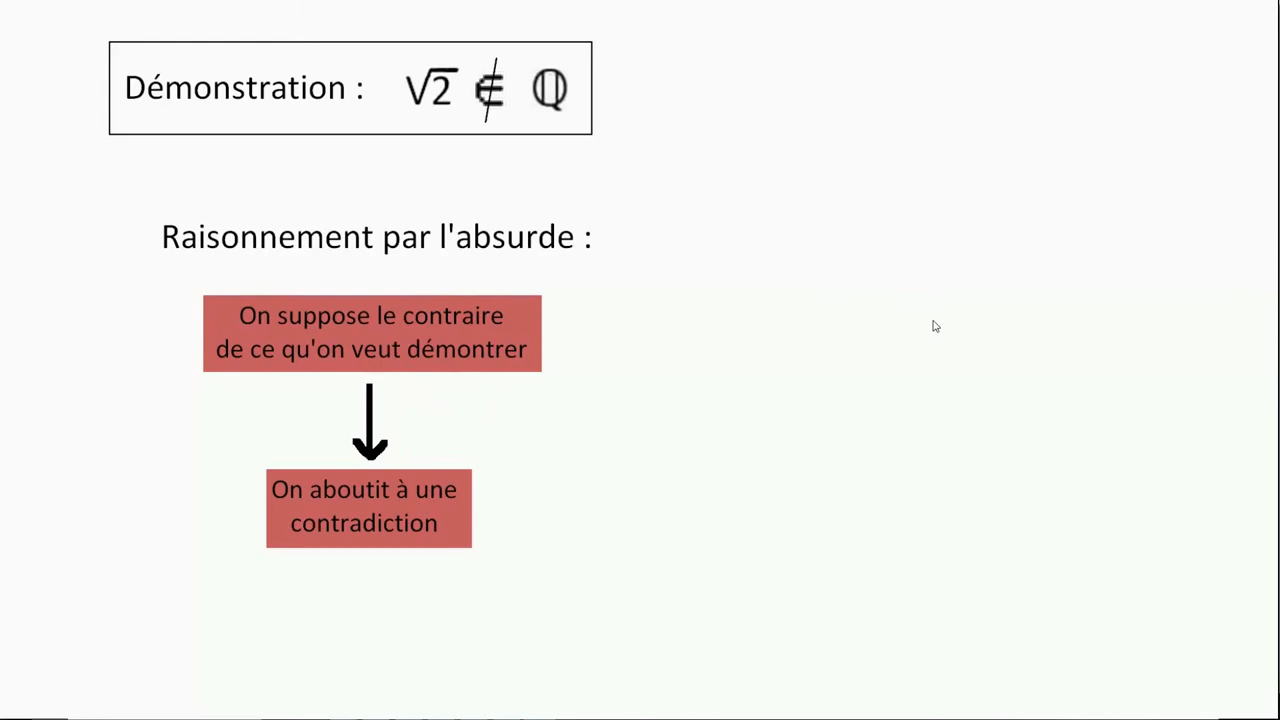 Démonstration : √2 ∉ ℚ
Raisonnement par l'absurde :
On suppose le contraire
de ce qu'on veut démontrer
On aboutit à une
contradiction